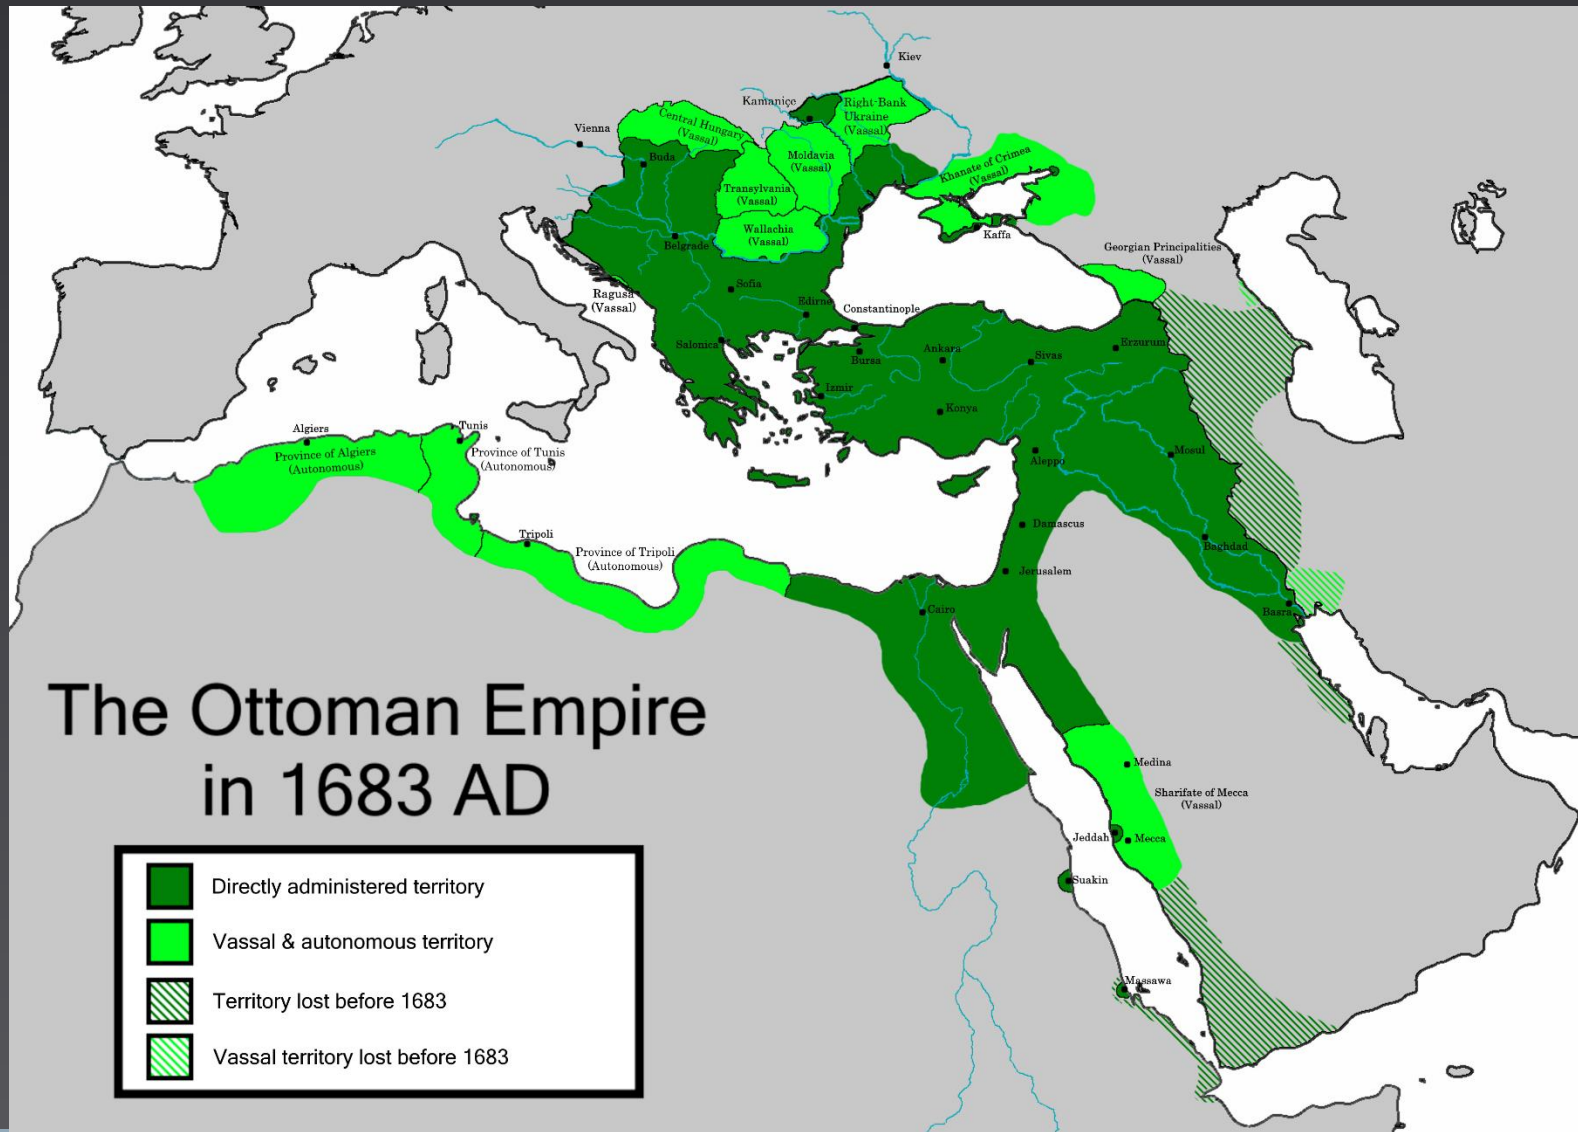 Kiev
Kamaniçe
Right-Bank
Ukraine
(Vassal)
Central Hungary
(Vassal)
Vienna
Buda
Moldavia
(Vassal)
Khanate of Crimea
(Vassal)
Transylvania
(Vassal)
Wallachia
(Vassal)
Belgrade
Kaffa
Georgian Principalities
(Vassal)
Ragusa
(Vassal)
Sofia
Edirne
Constantinople
Salonica
Bursa
Ankara
Sivas
Erzurum
Izmir
Konya
Algiers
Province of Algiers
(Autonomous)
Tunis
Province of Tunis
(Autonomous)
Aleppo
Mosul
Tripoli
Province of Tripoli
(Autonomous)
Damascus
Baghdad
Jerusalem
Cairo
Basra
The Ottoman Empire
in 1683 AD
Medina
Sharifate of Mecca
(Vassal)
Jeddah
Mecca
Suakin
Massawa
Directly administered territory
Vassal & autonomous territory
Territory lost before 1683
Vassal territory lost before 1683